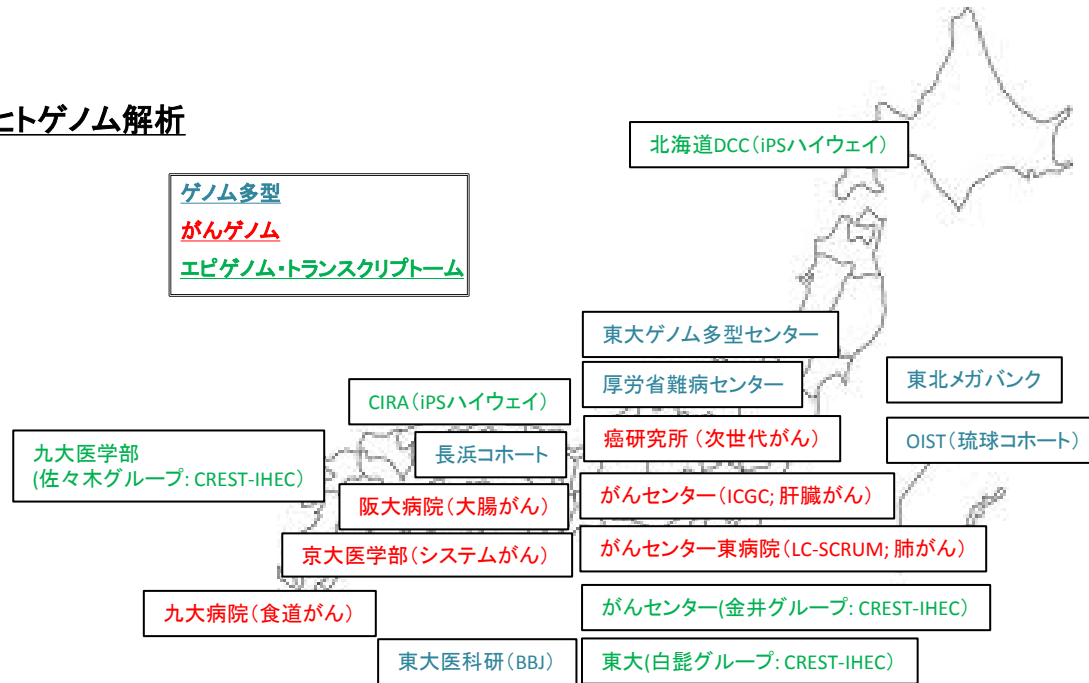 ヒトゲノム解析
ゲノム多型
がんゲノム
エピゲノム・トランスクリプトーム
北海道DCC(iPSハイウェイ)
東大ゲノム多型センター
厚労省難病センター
東北メガバンク
CIRA(iPSハイウェイ)
癌研究所（次世代がん）
OIST(琉球コホート)
長浜コホート
九大医学部
(佐々木グループ: CREST-IHEC)
阪大病院(大腸がん)
がんセンター(ICGC; 肝臓がん)
京大医学部(システムがん)
がんセンター東病院(LC-SCRUM; 肺がん)
九大病院(食道がん)
がんセンター(金井グループ: CREST-IHEC)
東大医科研(BBJ)
東大(白髭グループ: CREST-IHEC)